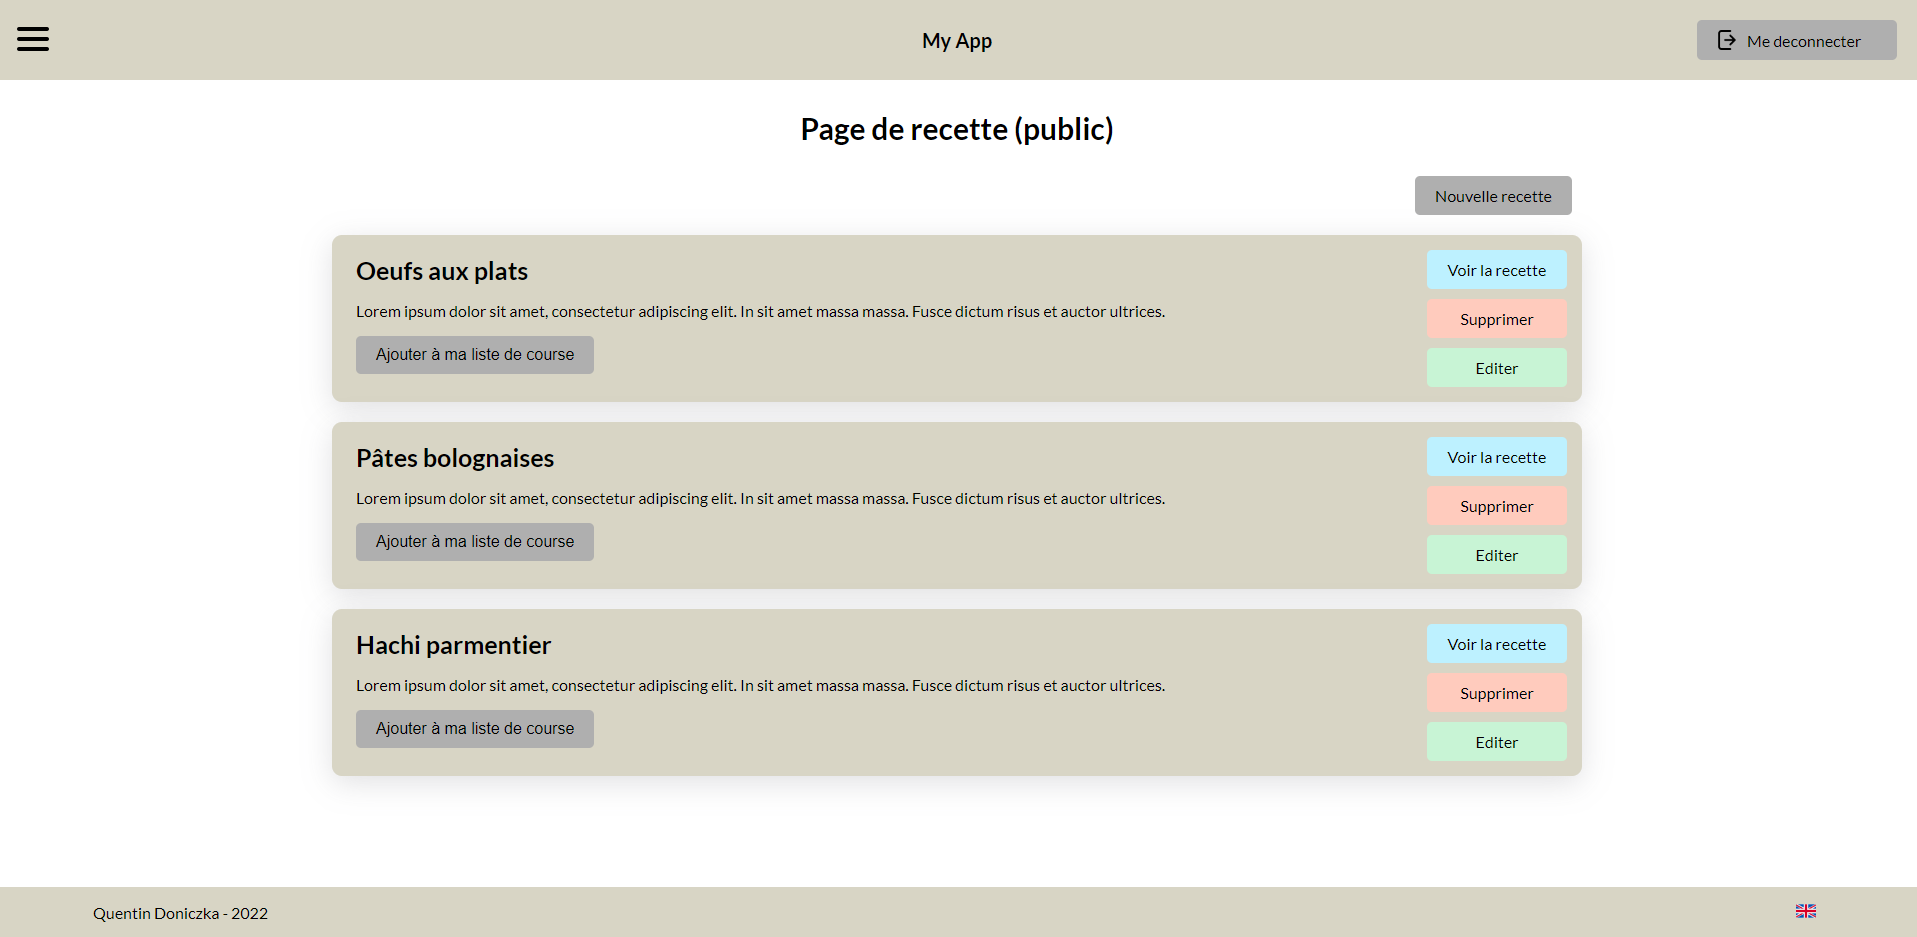 My App
Me deconnecter
Page de recette (public)
Nouvelle recette
Oeufs aux plats
Lorem ipsum dolor sit amet, consectetur adipiscing elit. In sit amet massa massa. Fusce dictum risus et auctor ultrices.
Ajouter à ma liste de course
Voir la recette
Supprimer
Editer
Pâtes bolognaises
Lorem ipsum dolor sit amet, consectetur adipiscing elit. In sit amet massa massa. Fusce dictum risus et auctor ultrices.
Ajouter à ma liste de course
Voir la recette
Supprimer
Editer
Hachi parmentier
Lorem ipsum dolor sit amet, consectetur adipiscing elit. In sit amet massa massa. Fusce dictum risus et auctor ultrices.
Ajouter à ma liste de course
Voir la recette
Supprimer
Editer
Quentin Doniczka - 2022